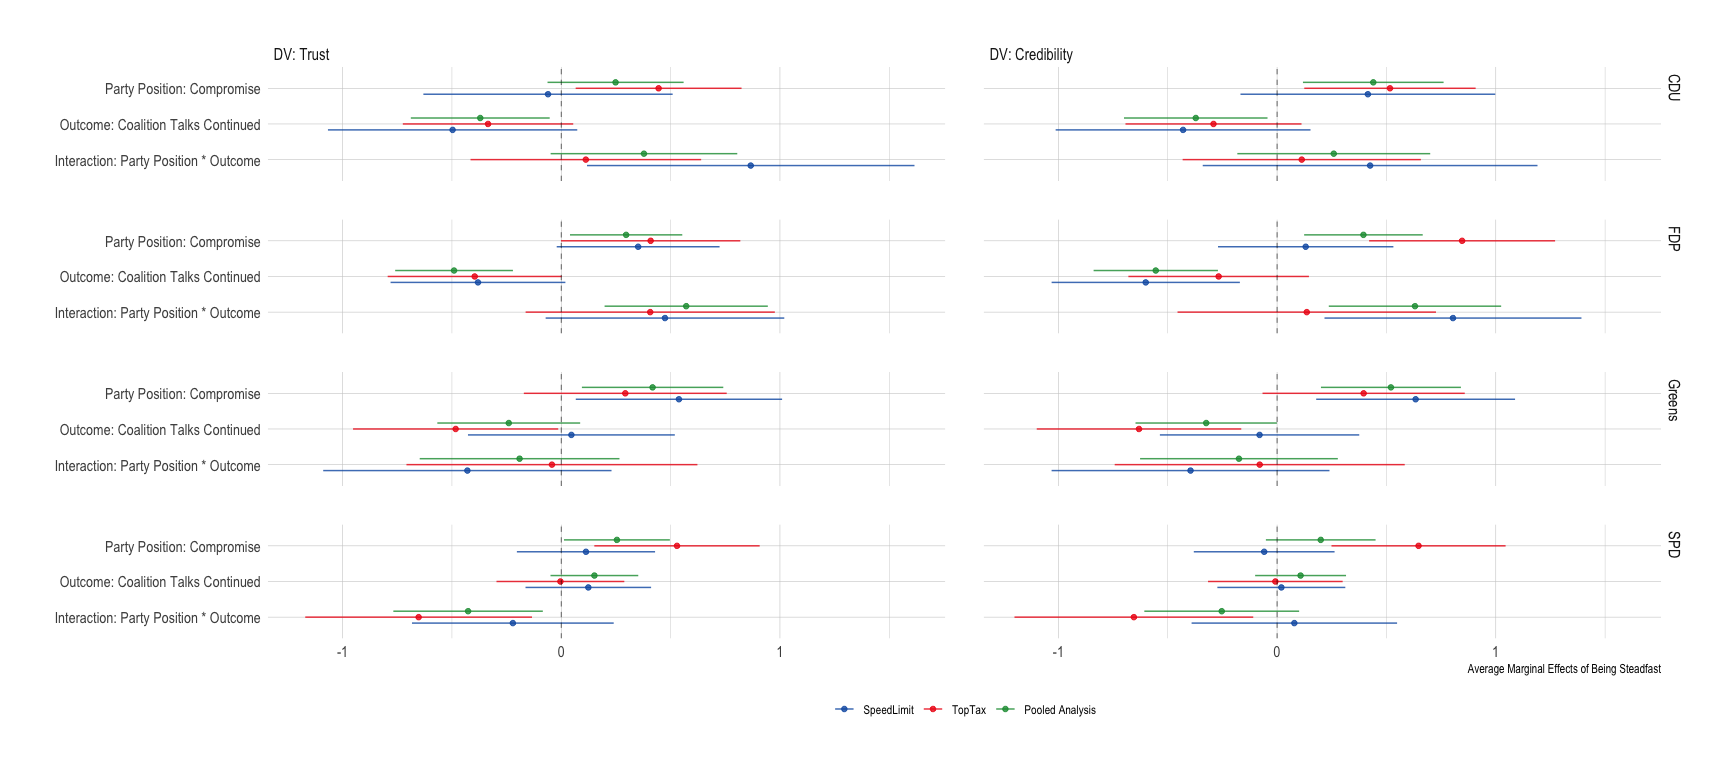 DV: Trust
DV: Credibility
Party Position: Compromise
Outcome: Coalition Talks Continued
Interaction: Party Position * Outcome
CDU
Party Position: Compromise
Outcome: Coalition Talks Continued
Interaction: Party Position * Outcome
FDP
Party Position: Compromise
Outcome: Coalition Talks Continued
Interaction: Party Position * Outcome
Greens
Party Position: Compromise
Outcome: Coalition Talks Continued
Interaction: Party Position * Outcome
SPD
-1 0 1
-1 0 1
Average Marginal Effects of Being Steadfast
SpeedLimit TopTax Pooled Analysis